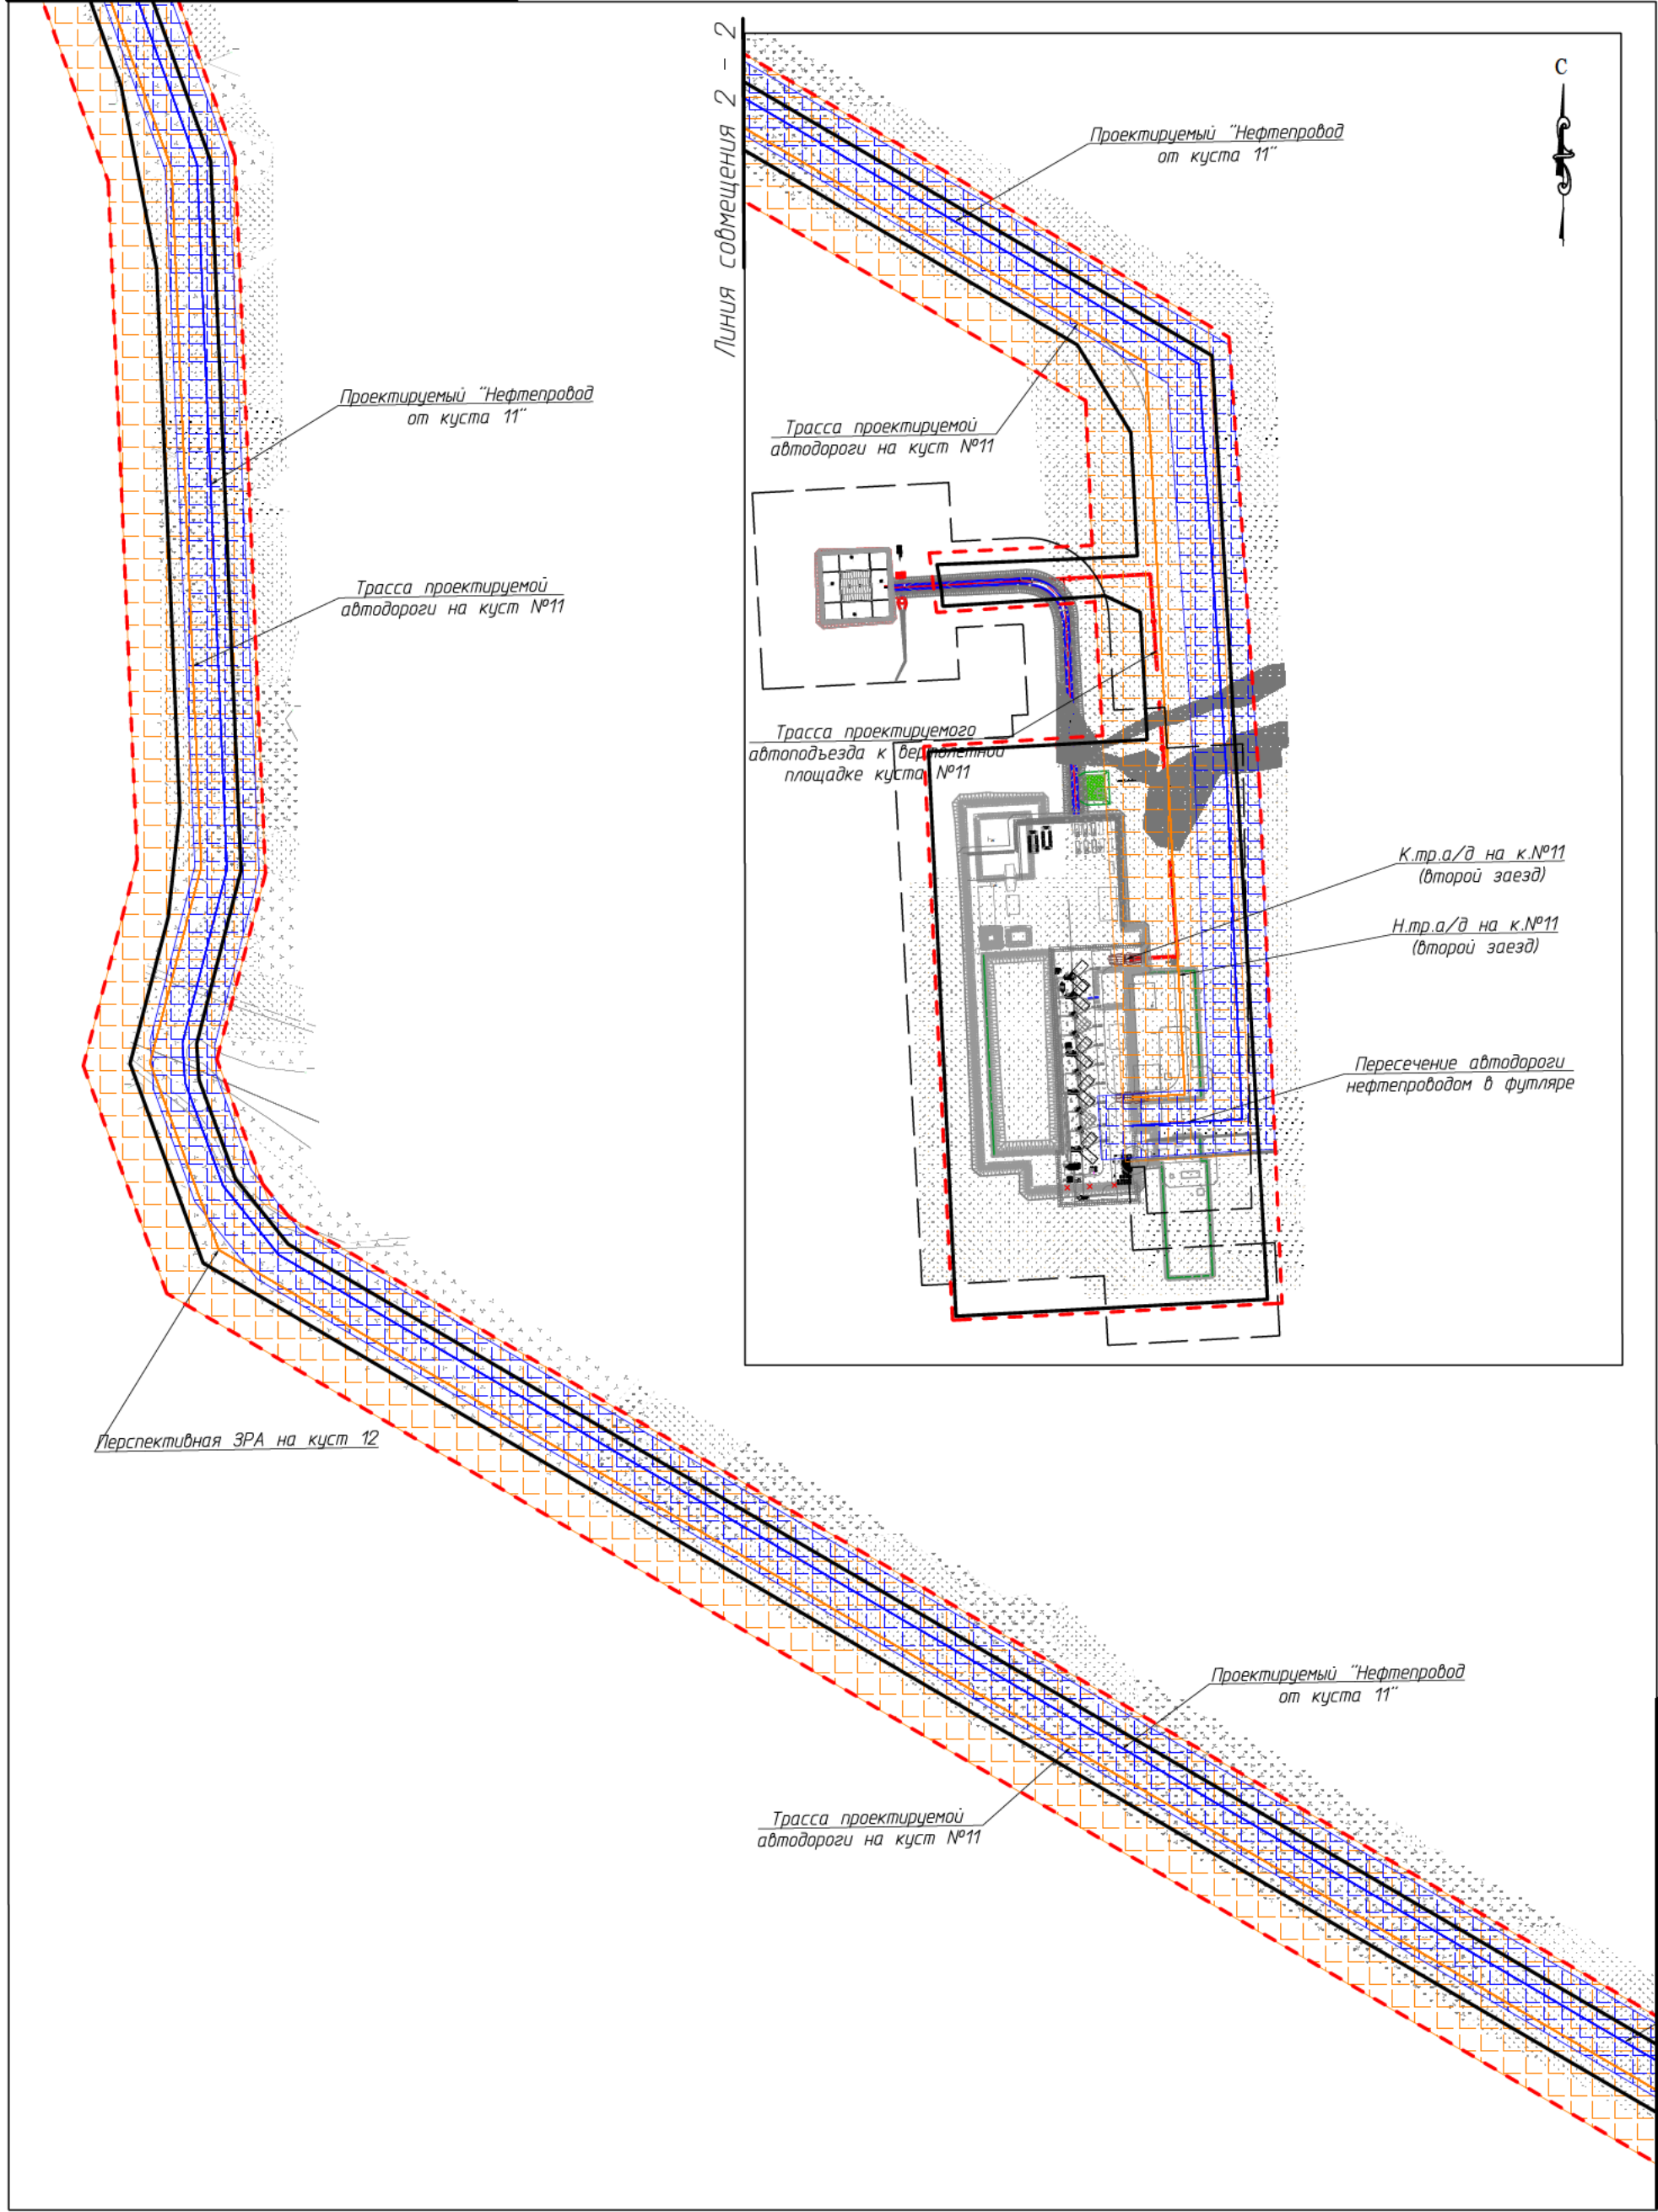 Линия совмещения 2 - 2
С
Проектируемый "Нефтепровод
от куста 11"
Проектируемый "Нефтепровод
от куста 11"
Трасса проектируемой
автодороги на куст №11
Трасса проектируемой
автодороги на куст №11
Трасса проектируемого
автоподъезда к вертолетной
площадке куста №11
К.тр.а/д на к.№11
(второй заезд)
Н.тр.а/д на к.№11
(второй заезд)
Пересечение автодороги
нефтепроводом в футляре
Перспективная ЗРА на куст 12
Проектируемый "Нефтепровод
от куста 11"
Трасса проектируемой
автодороги на куст №11